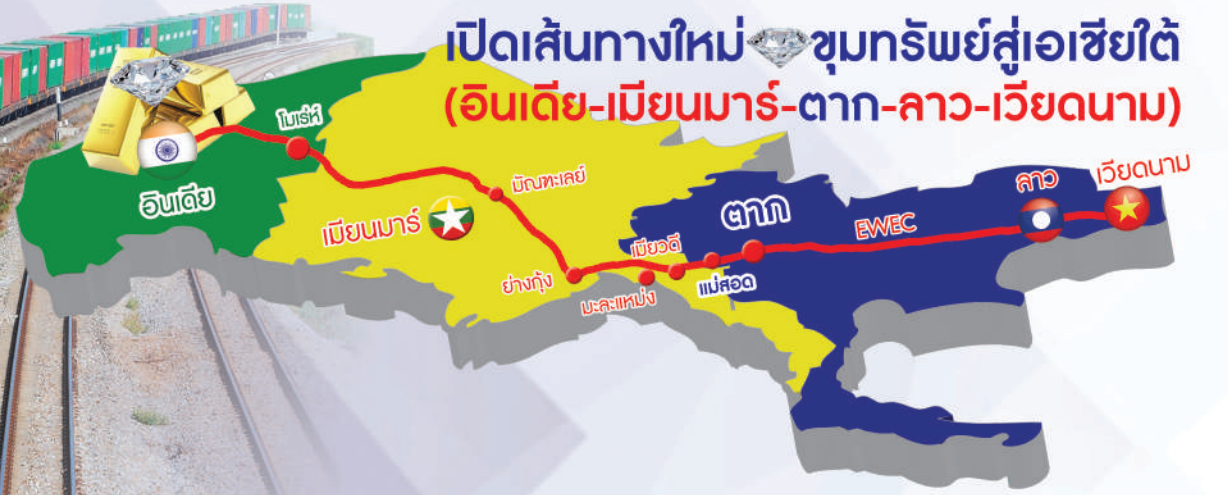 เปิดเส้นทางใหม่ ขุมทรัพย์สู่เอเชียใต้
(อินเดีย-เมียนมาร์-ตาก-ลาว-เวียดนาม)
โมเร่ห์
อินเดีย
มัณฑะเลย์
เมียนมาร์
ย่างกุ้ง
มะละแหม่ง
เมียวดี
แม่สอด
ตาก
EWEC
ลาว
เวียดนาม